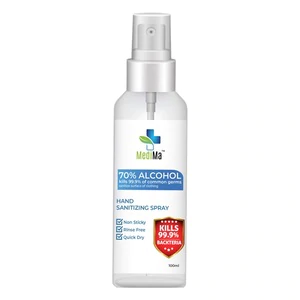 MediMa™
70% ALCOHOL
kills 99.9% of common germs
HAND
SANITIZING SPRAY
Non Sticky
Rinse Free
Quick Dry
KILLS
99.9%
BACKTERIA
100ml